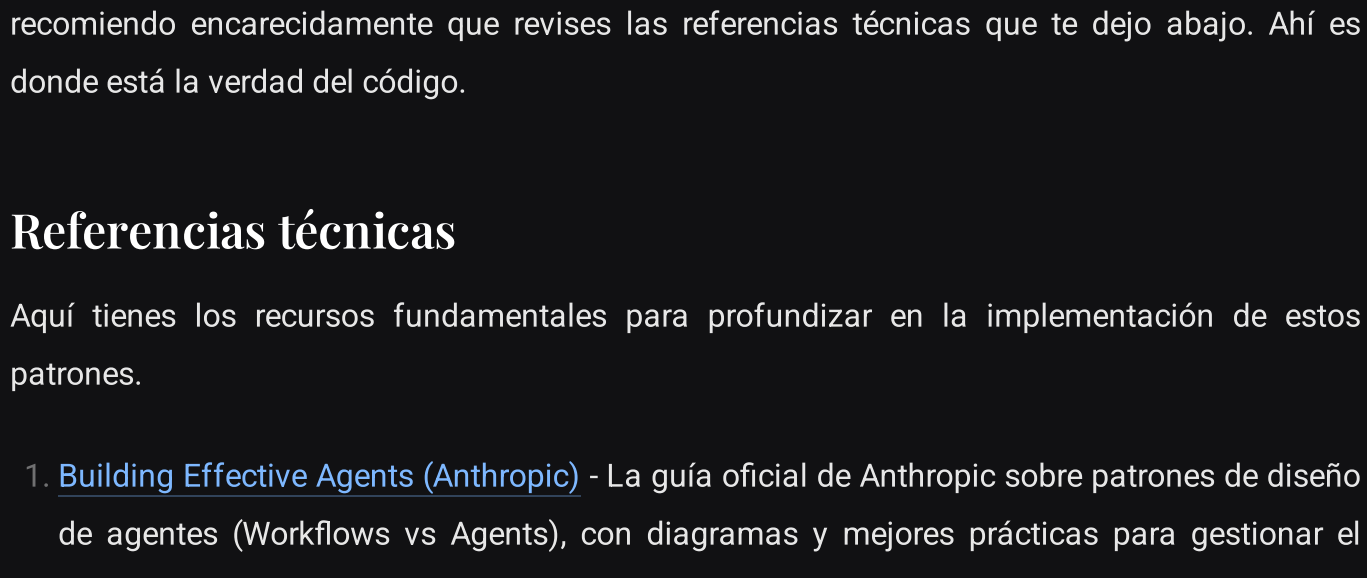 recomiendo encarecidamente que revises las referencias técnicas que te dejo abajo. Ahí es
donde está la verdad del código.
Referencias técnicas
Aquí tienes los recursos fundamentales para profundizar en la implementación de estos
patrones.
1. Building Effective Agents (Anthropic) - La guía oficial de Anthropic sobre patrones de diseño
de agentes (Workflows vs Agents), con diagramas y mejores prácticas para gestionar el